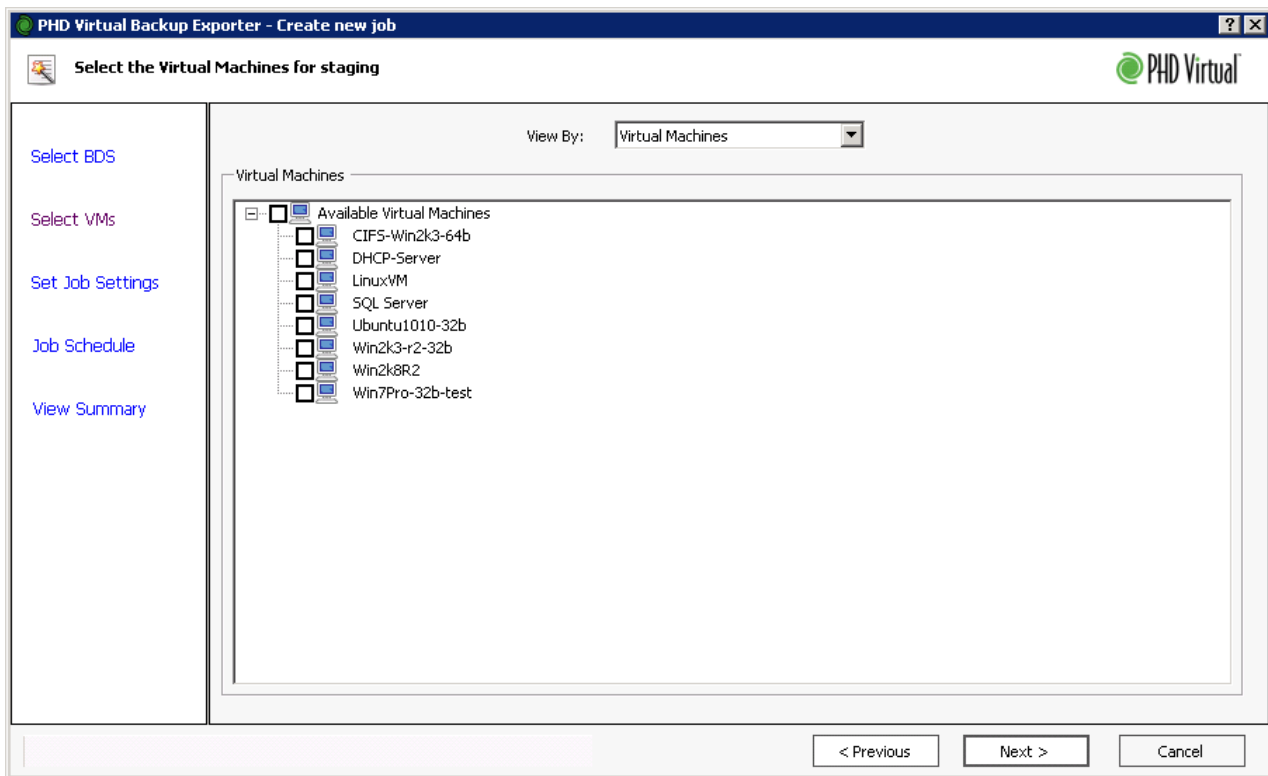 PHD Virtual Backup Exporter - Create new job
Select the Virtual Machines for staging
PHD Virtual
View By: Virtual Machines
Select BDS
Select VMs
Set Job Settings
Job Schedule
View Summary
Virtual Machines
Available Virtual Machines
CIFS-Win2k3-64b
DHCP-Server
LinuxVM
SQL Server
Ubuntu1010-32b
Win2k3-r2-32b
Win2k8R2
Win7Pro-32b-test
< Previous Next > Cancel